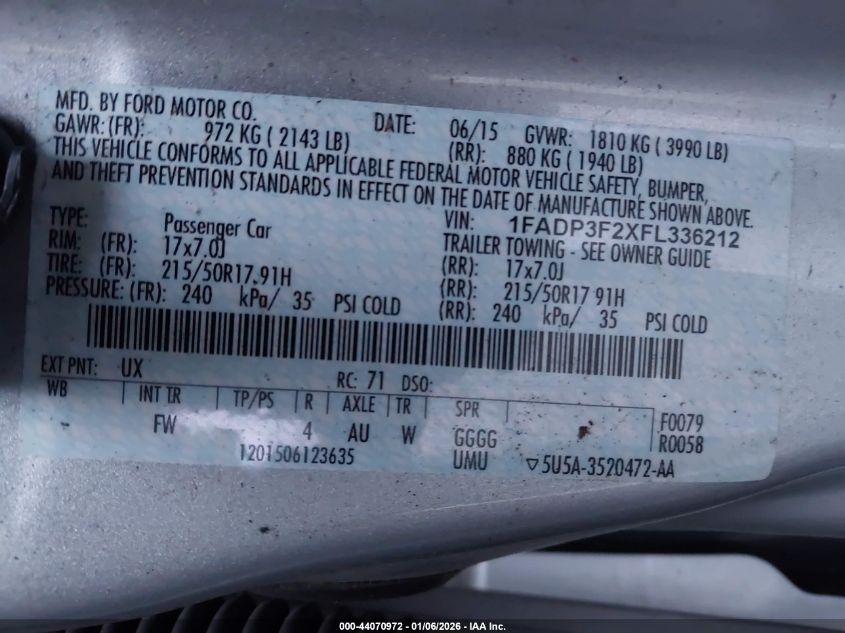 MFD. BY FORD MOTOR CO. DATE: 06/15 GVWR: 1810 KG ( 3990 LB)
GAWR: (FR): 972 KG ( 2143 LB) (RR): 880 KG ( 1940 LB)
THIS VEHICLE CONFORMS TO ALL APPLICABLE FEDERAL MOTOR VEHICLE SAFETY, BUMPER,
AND THEFT PREVENTION STANDARDS IN EFFECT ON THE DATE OF MANUFACTURE SHOWN ABOVE.
TYPE: Passenger Car VIN: 1FADP3F2XFL336212
TRAILER TOWING - SEE OWNER GUIDE
RIM: (FR): 17x7.0J (RR): 17x7.0J
TIRE: (FR): 215/50R17.91H (RR): 215/50R17 91H
PRESSURE: (FR): 240 kPa/ 35 PSI COLD (RR): 240 kPa/ 35 PSI COLD
EXT PNT: UX RC: 71 DSO:
WB INT TR TP/PS R AXLE TR SPR F0079
FW 4 AU W GGGG R0058
1201506123635 UMU ▽5U5A-3520472-AA
000-44070972 - 01/06/2026 - IAA Inc.